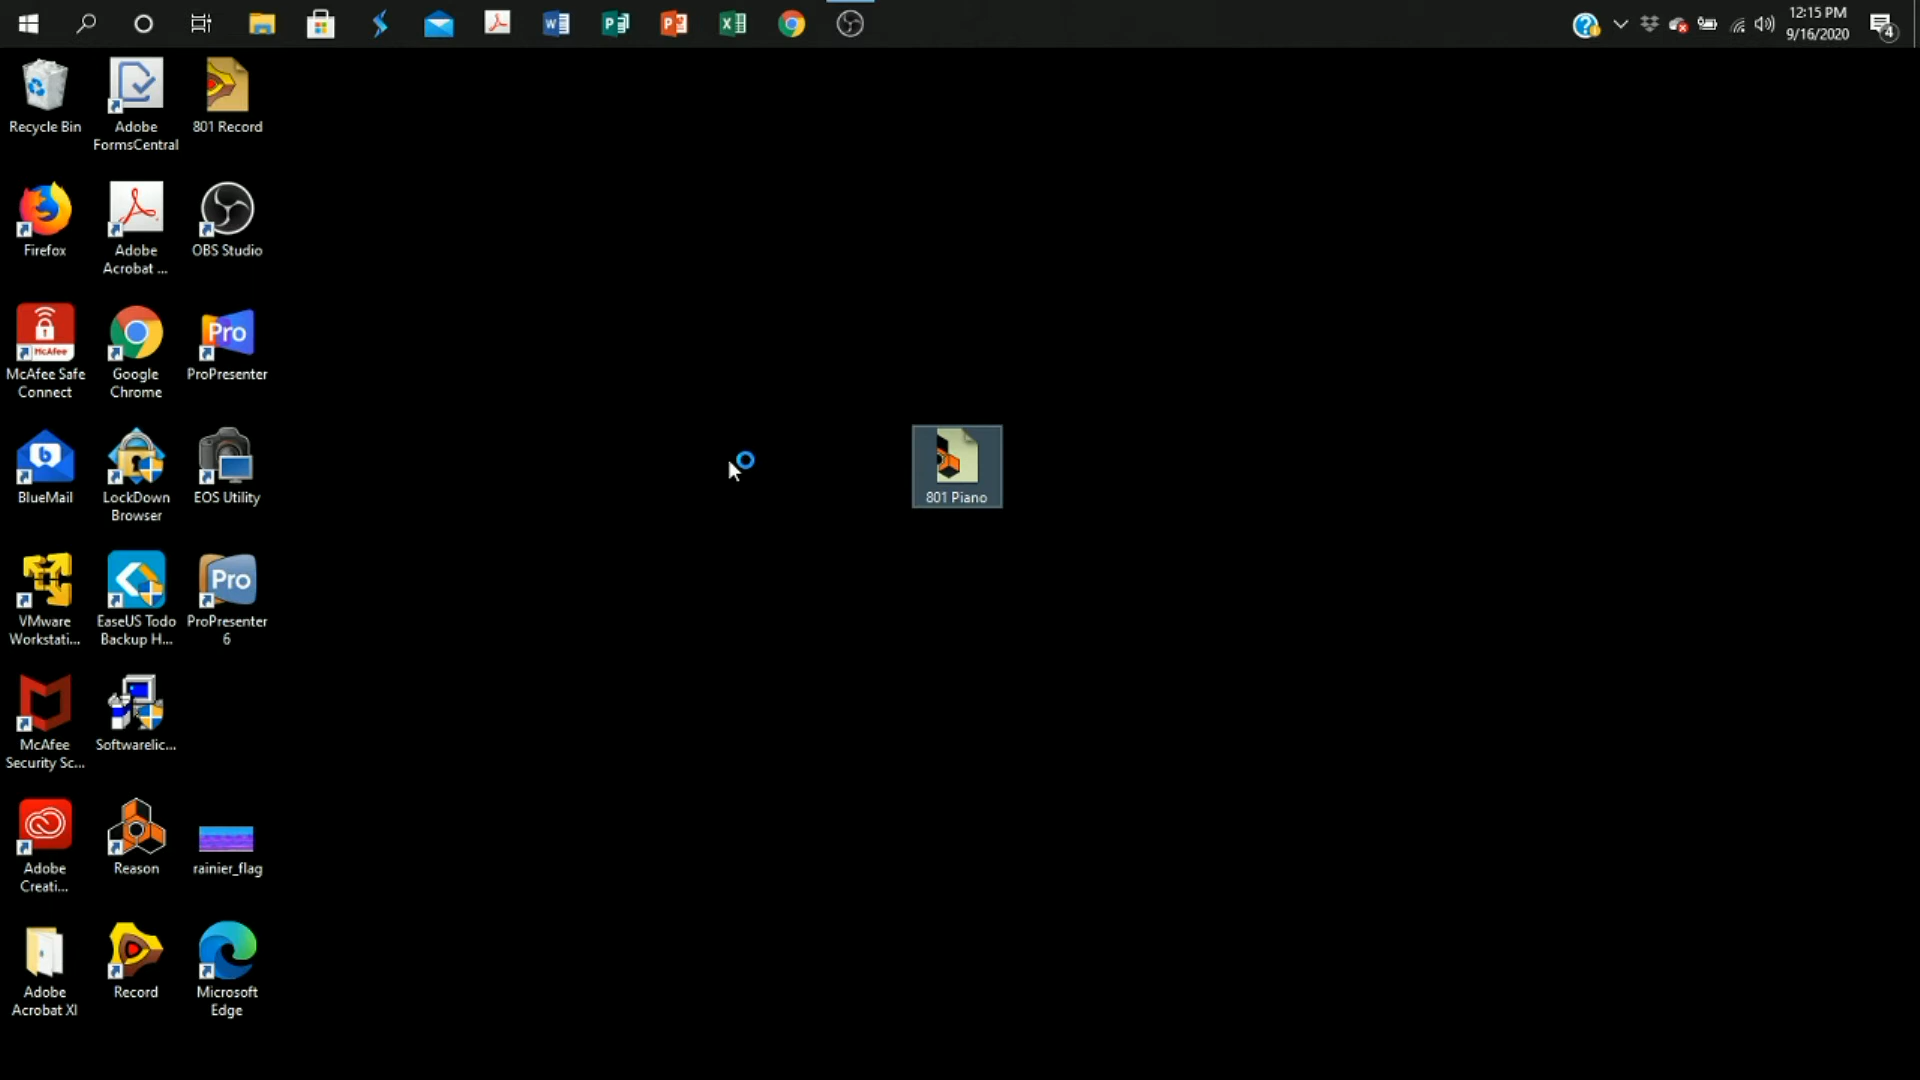 12:15 PM
9/16/2020
4
Recycle Bin
Adobe
FormsCentral
801 Record
Firefox
Adobe
Acrobat ...
OBS Studio
McAfee
McAfee Safe
Connect
Google
Chrome
Pro
ProPresenter
BlueMail
LockDown
Browser
EOS Utility
801 Piano
VMware
Workstati...
EaseUS Todo
Backup H...
Pro
ProPresenter
6
McAfee
Security Sc...
Softwarelic...
Adobe
Creati...
Reason
rainier_flag
Adobe
Acrobat XI
Record
Microsoft
Edge